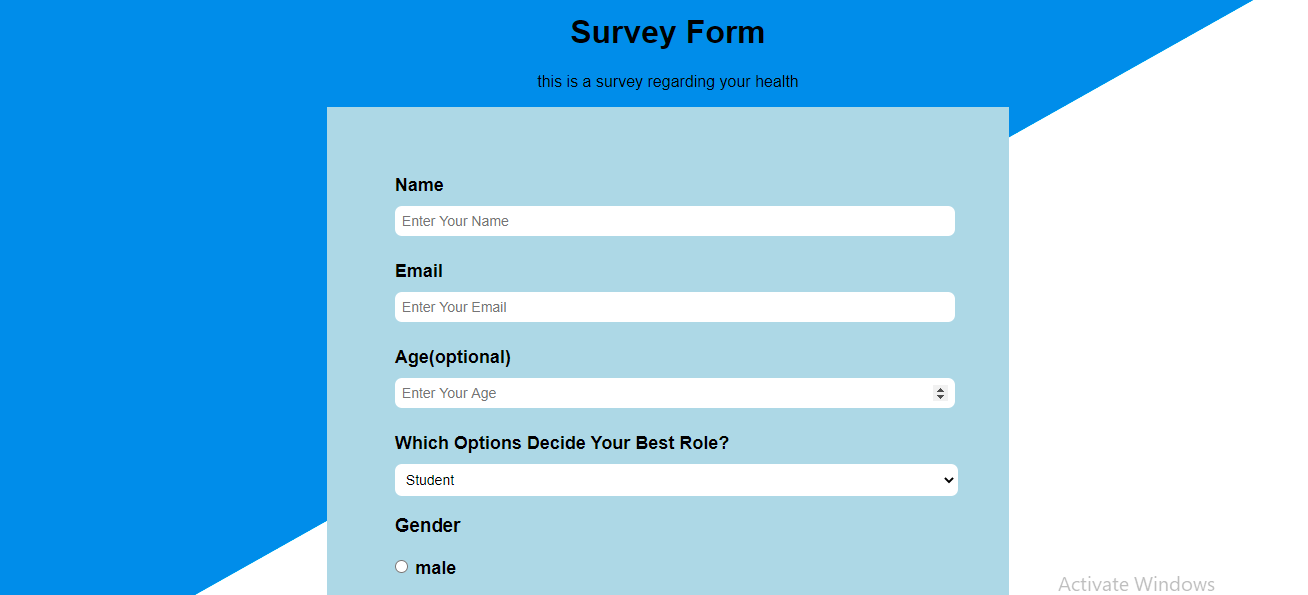 Survey Form
this is a survey regarding your health
Name
Enter Your Name
Email
Enter Your Email
Age(optional)
Enter Your Age
Which Options Decide Your Best Role?
Student
Gender
male
Activate Windows